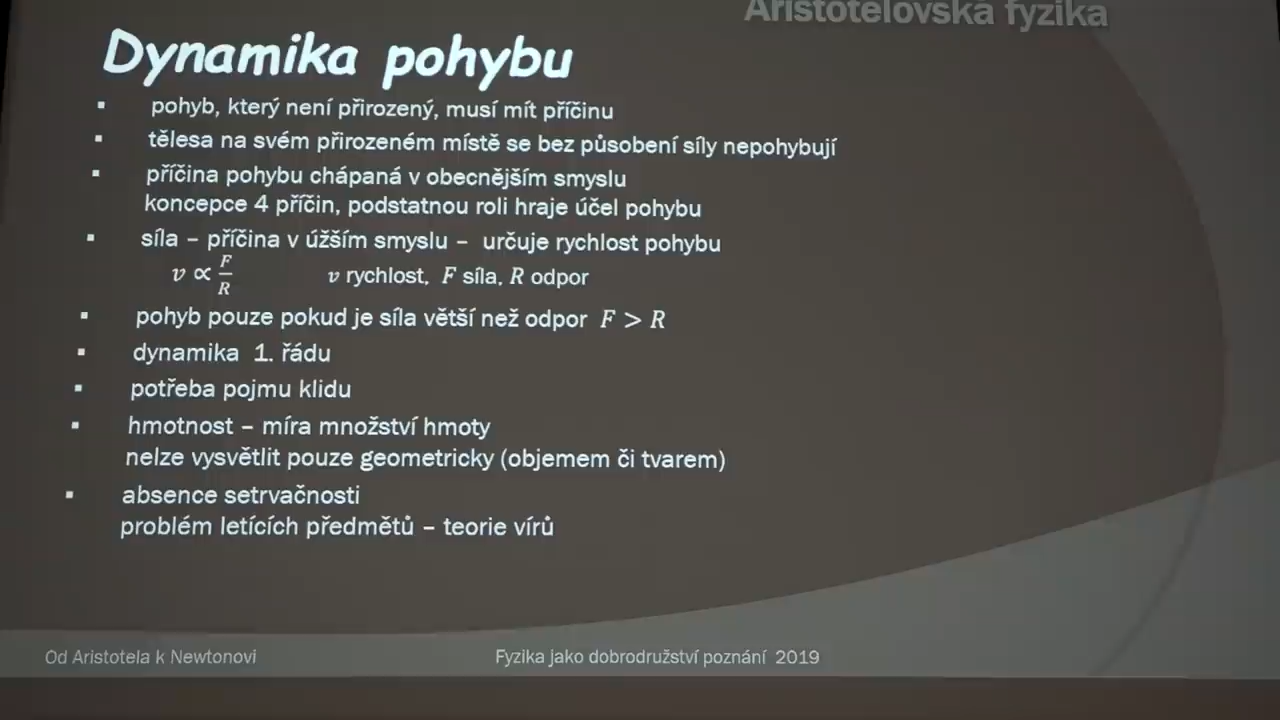 Aristotelovská fyzika
Dynamika pohybu
▪ pohyb, který není přirozený, musí mít příčinu
▪ tělesa na svém přirozeném místě se bez působení síly nepohybují
▪ příčina pohybu chápaná v obecnějším smyslu
koncepce 4 příčin, podstatnou roli hraje účel pohybu
▪ síla – příčina v úžším smyslu – určuje rychlost pohybu
v ∝ F/R v rychlost, F síla, R odpor
▪ pohyb pouze pokud je síla větší než odpor F > R
▪ dynamika 1. řádu
▪ potřeba pojmu klidu
▪ hmotnost – míra množství hmoty
nelze vysvětlit pouze geometricky (objemem či tvarem)
▪ absence setrvačnosti
problém letících předmětů – teorie vírů
Od Aristotela k Newtonovi Fyzika jako dobrodružství poznání 2019